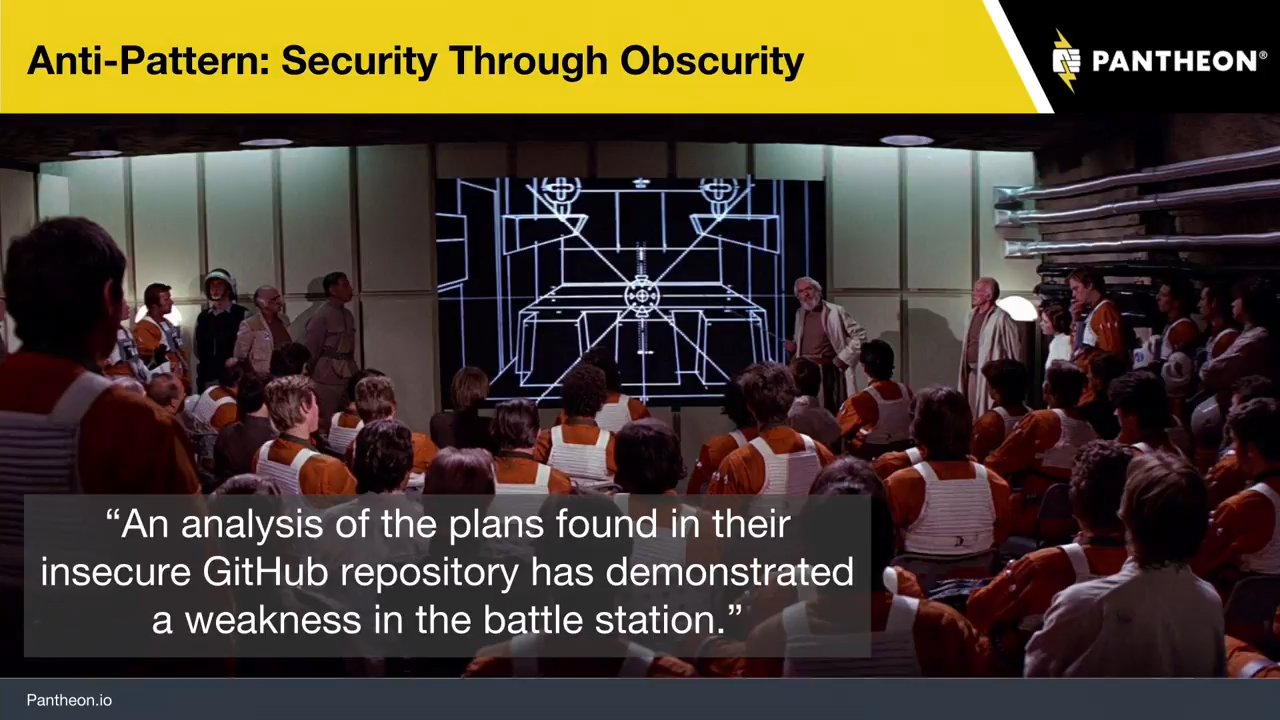 Anti-Pattern: Security Through Obscurity
PANTHEON®
“An analysis of the plans found in their
insecure GitHub repository has demonstrated
a weakness in the battle station.”
Pantheon.io